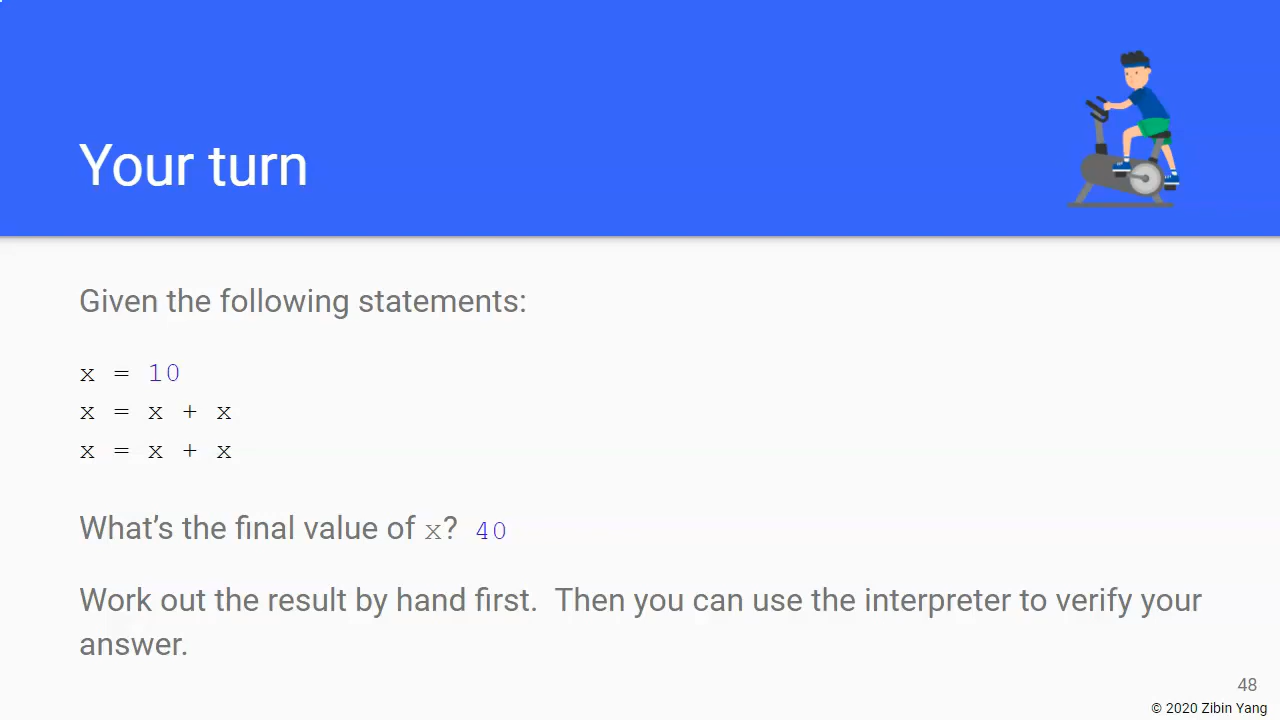 Your turn
Given the following statements:
x = 10
x = x + x
x = x + x
What’s the final value of x? 40
Work out the result by hand first.  Then you can use the interpreter to verify your
answer.
48
© 2020 Zibin Yang